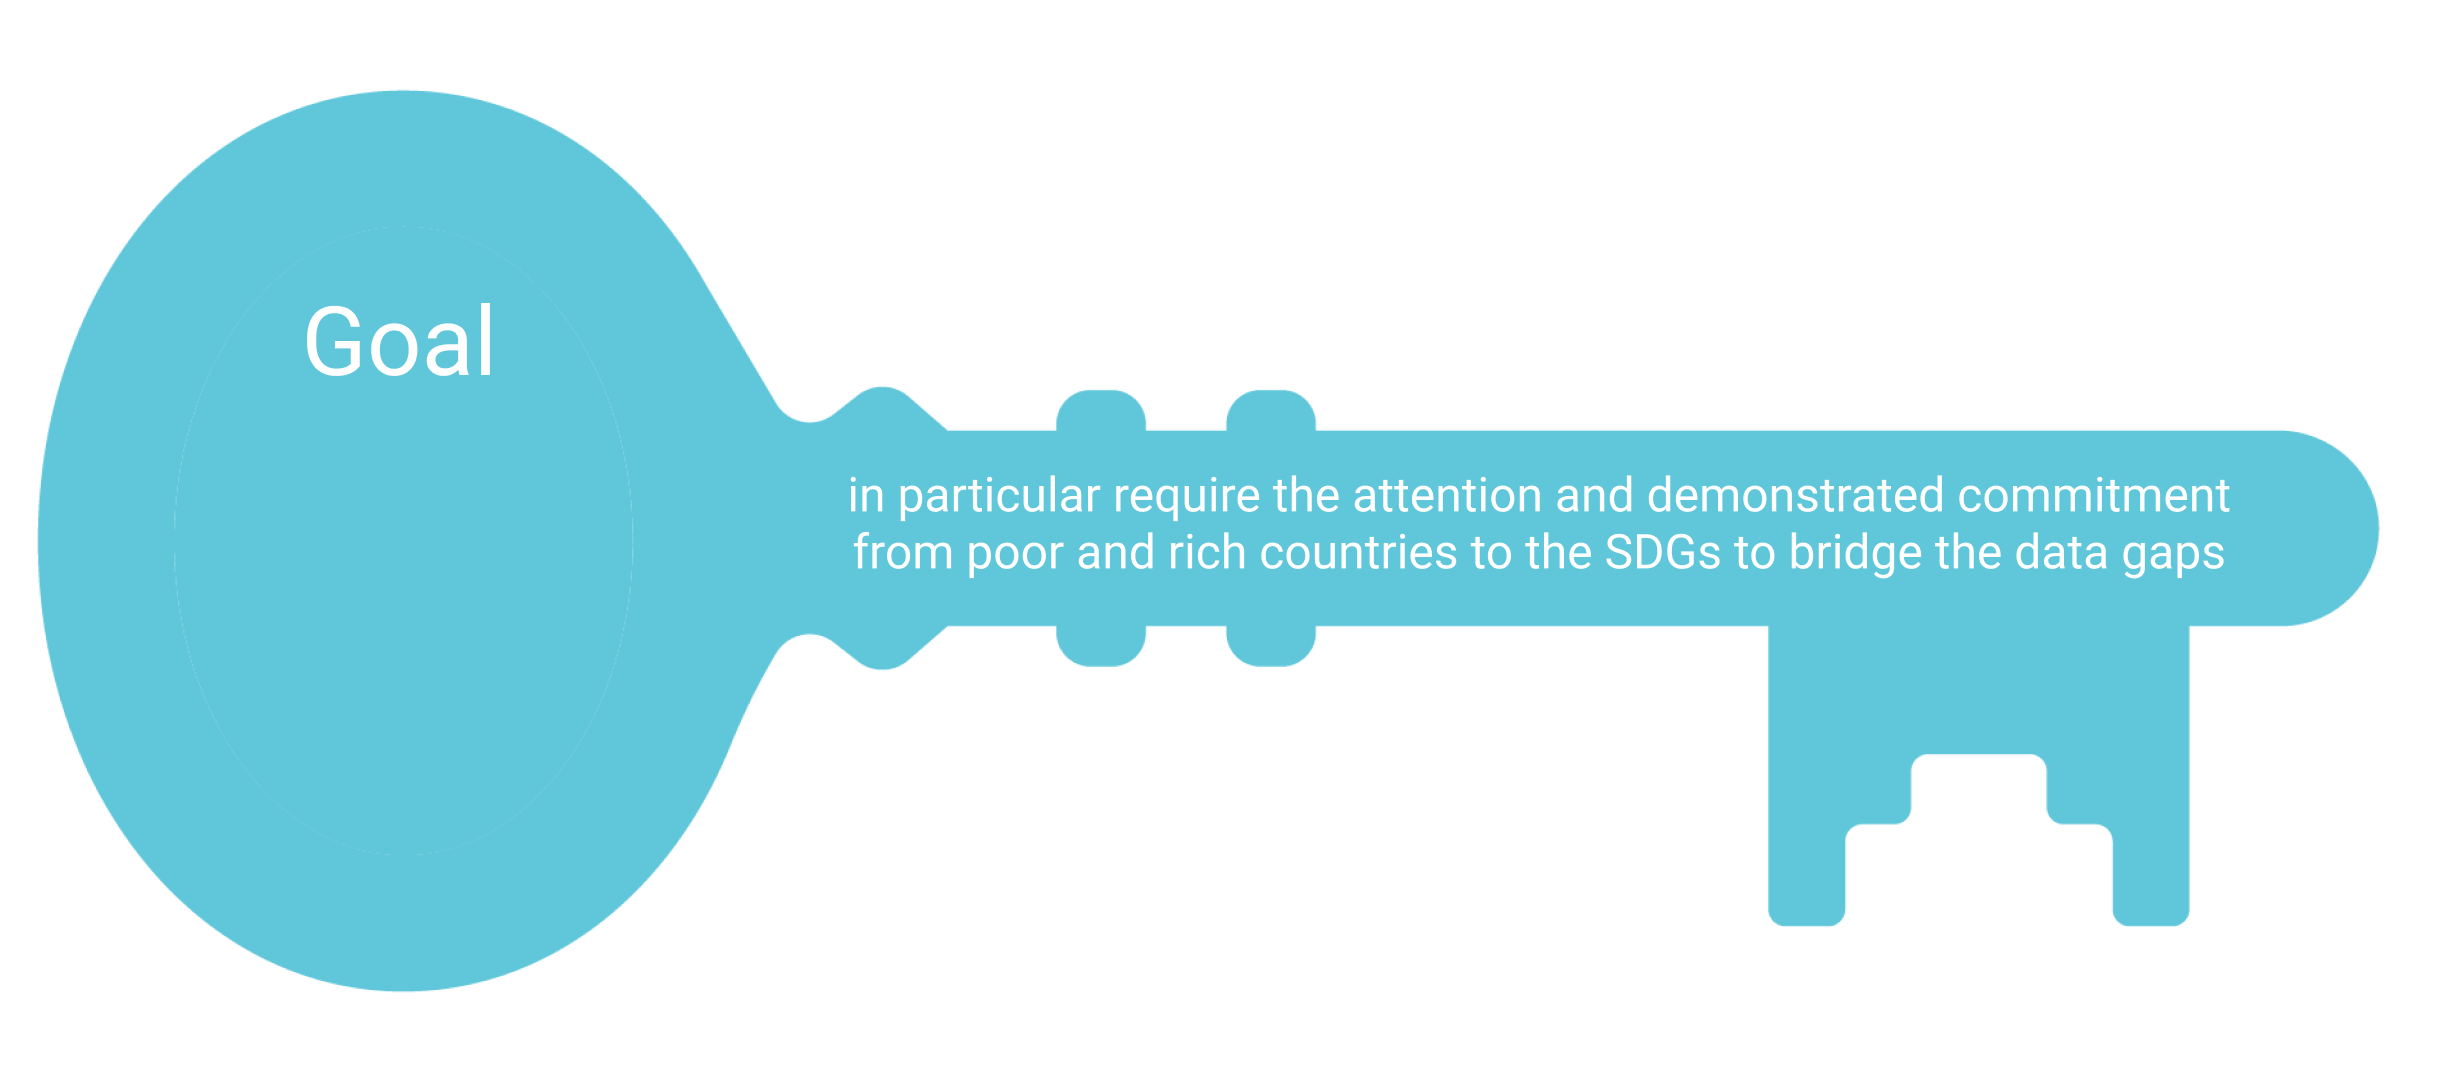 Goal
in particular require the attention and demonstrated commitment
from poor and rich countries to the SDGs to bridge the data gaps